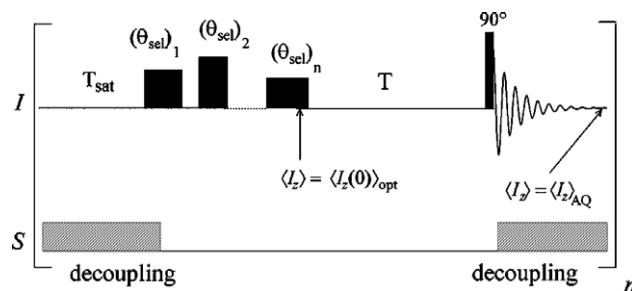 90°
(θsel)1
(θsel)2
(θsel)n
Tsat
T
I
⟨Iz⟩ = ⟨Iz(0)⟩opt
⟨Iz⟩ = ⟨Iz⟩AQ
S
decoupling
decoupling
n